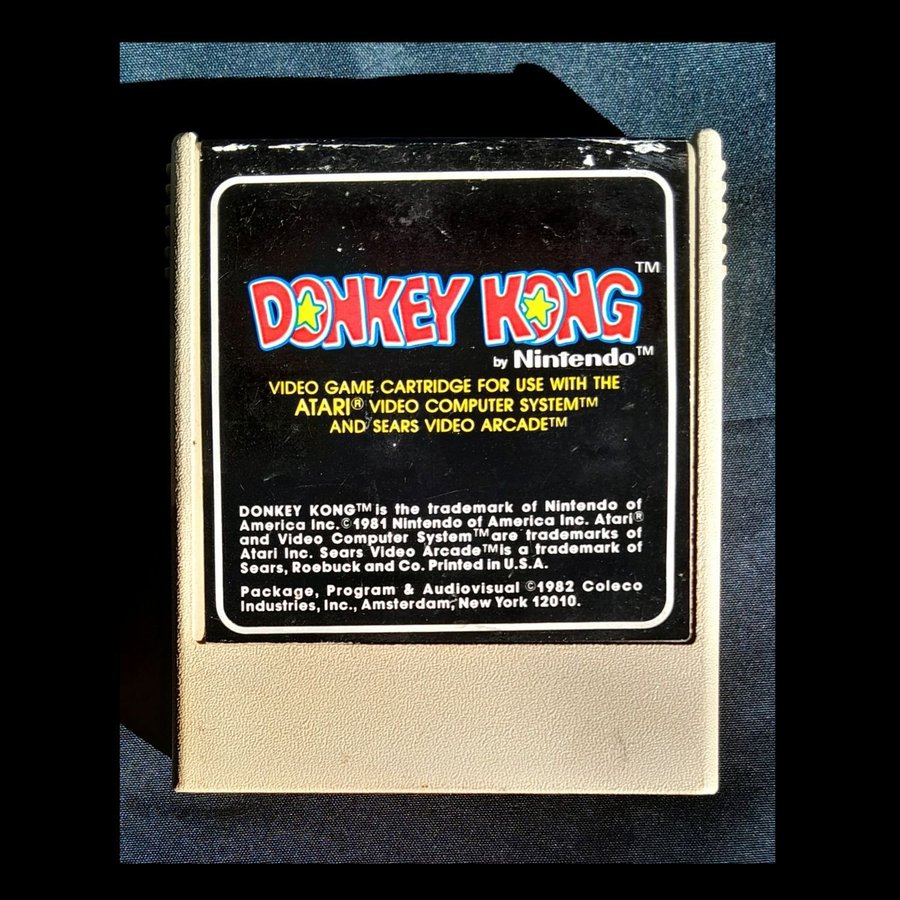 DONKEY KONG™
by Nintendo™
VIDEO GAME CARTRIDGE FOR USE WITH THE
ATARI® VIDEO COMPUTER SYSTEM™
AND SEARS VIDEO ARCADE™
DONKEY KONG™ is the trademark of Nintendo of
America Inc. ©1981 Nintendo of America Inc. Atari®
and Video Computer System™ are trademarks of
Atari Inc. Sears Video Arcade™ is a trademark of
Sears, Roebuck and Co. Printed in U.S.A.
Package, Program & Audiovisual ©1982 Coleco
Industries, Inc., Amsterdam, New York 12010.